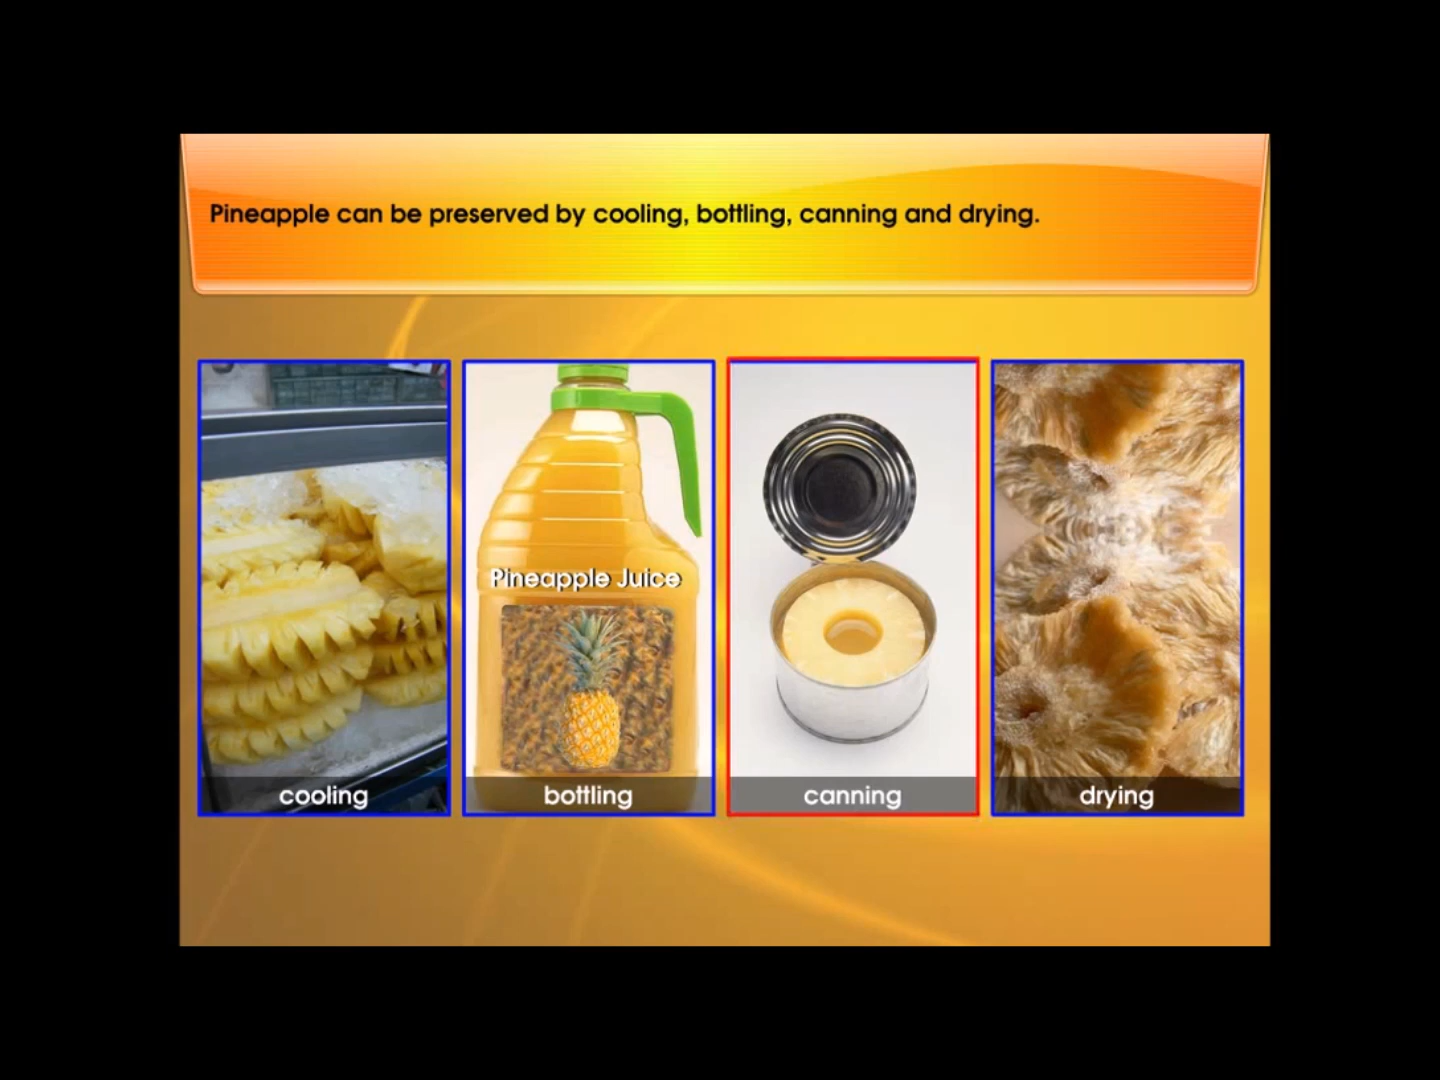 Pineapple can be preserved by cooling, bottling, canning and drying.
Pineapple Juice
cooling
bottling
canning
drying